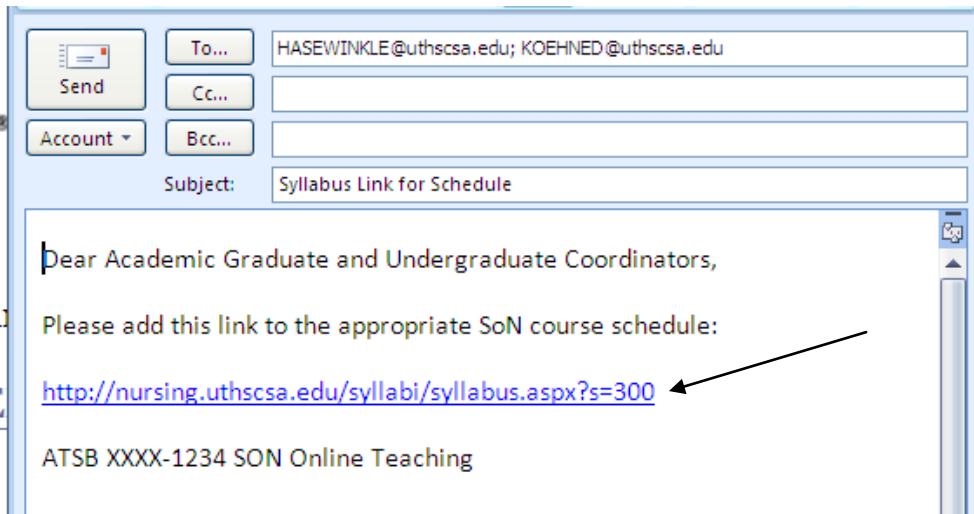 To...
HASEWINKLE@uthscsa.edu; KOEHNED@uthscsa.edu
Send
Cc...
Account
Bcc...
Subject:
Syllabus Link for Schedule
Dear Academic Graduate and Undergraduate Coordinators,
Please add this link to the appropriate SoN course schedule:
http://nursing.uthscsa.edu/syllabi/syllabus.aspx?s=300
ATSB XXXX-1234 SON Online Teaching